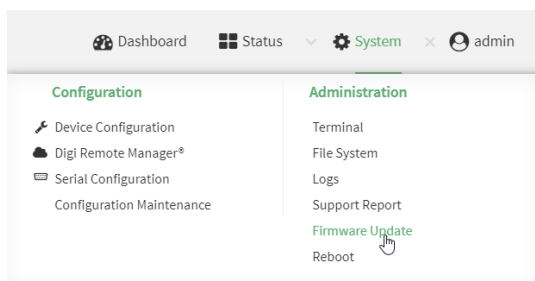 Dashboard Status System admin
Configuration
Device Configuration
Digi Remote Manager®
Serial Configuration
Configuration Maintenance
Administration
Terminal
File System
Logs
Support Report
Firmware Update
Reboot